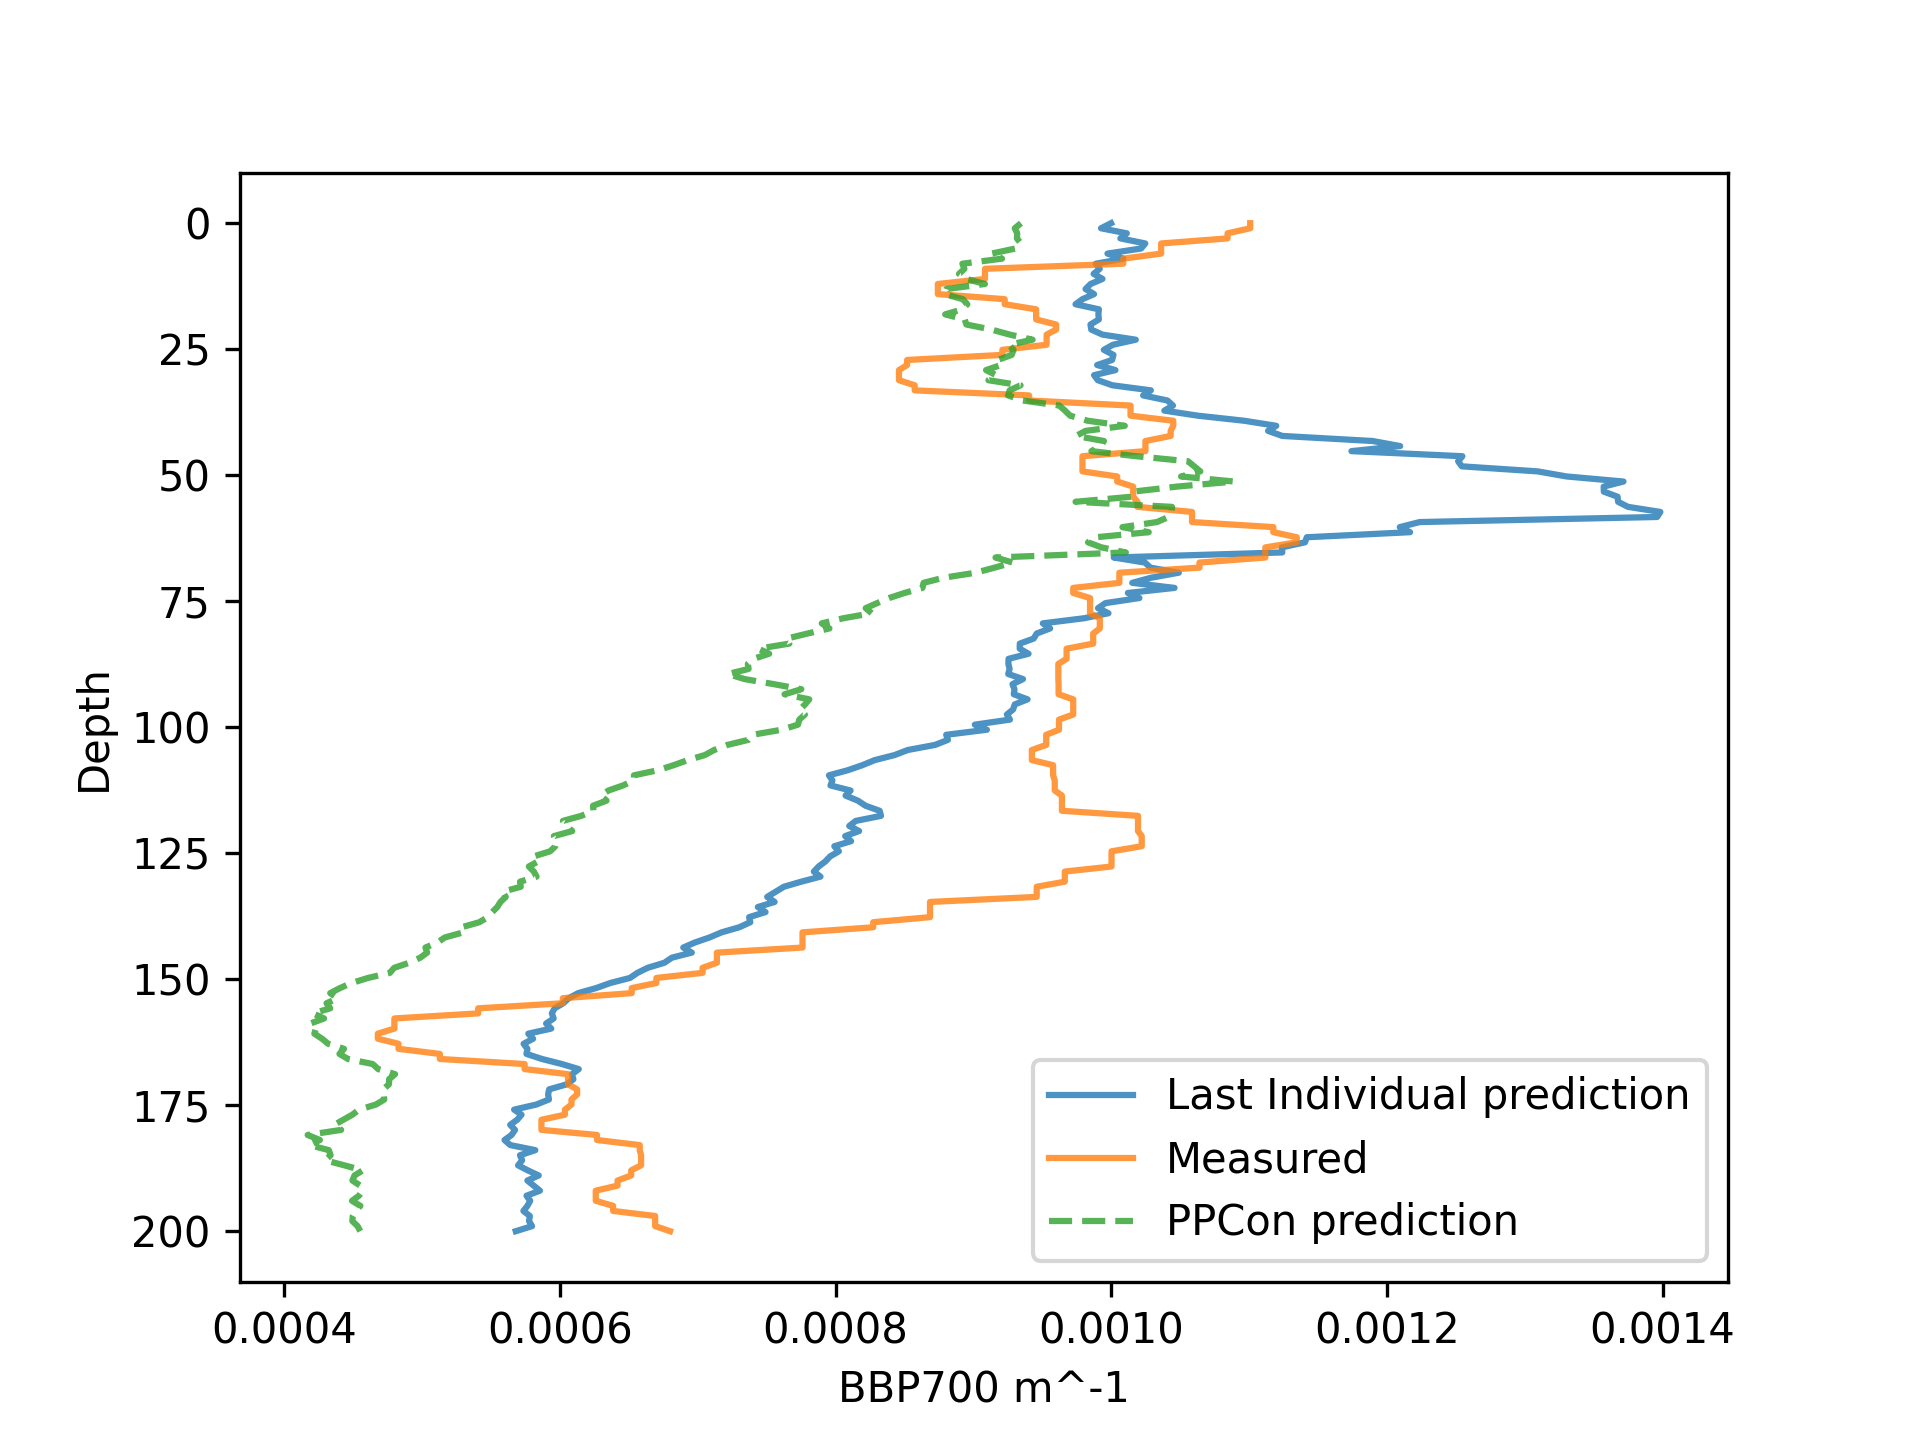 0
25
50
75
100
125
150
175
200
Depth
0.0004 0.0006 0.0008 0.0010 0.0012 0.0014
BBP700 m^-1
Last Individual prediction
Measured
PPCon prediction